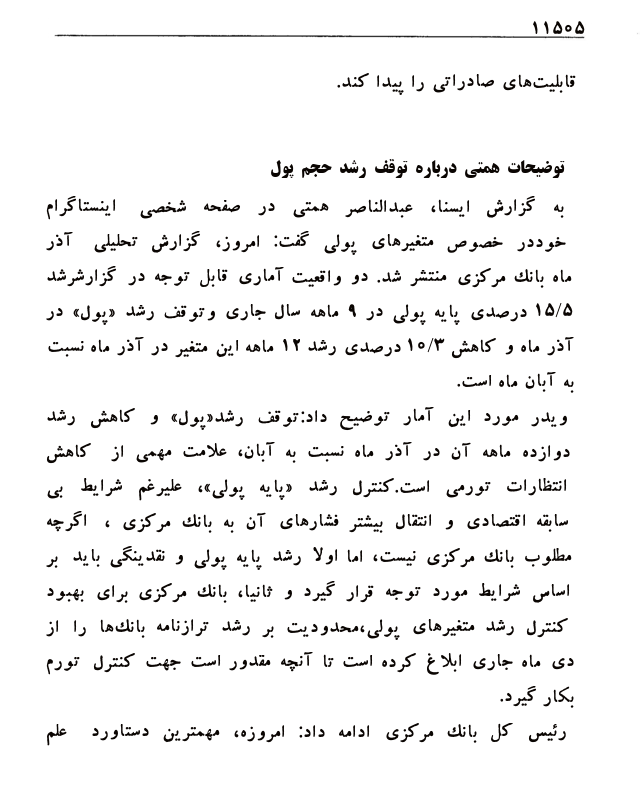 ۱۱۵۰۵
قابلیت‌های صادراتی را پیدا کند.
توضیحات همتی درباره توقف رشد حجم پول
به گزارش ایسنا، عبدالناصر همتی در صفحه شخصی اینستاگرام
خوددر خصوص متغیرهای پولی گفت: امروز، گزارش تحلیلی آذر
ماه بانك مرکزی منتشر شد. دو واقعیت آماری قابل توجه در گزارشرشد
۱۵/۵ درصدی پایه پولی در ۹ ماهه سال جاری وتوقف رشد «پول» در
آذر ماه و کاهش ۱۰/۳ درصدی رشد ۱۲ ماهه این متغیر در آذر ماه نسبت
به آبان ماه است.
ویدر مورد این آمار توضیح داد:توقف رشد«پول» و کاهش رشد
دوازده ماهه آن در آذر ماه نسبت به آبان، علامت مهمی از کاهش
انتظارات تورمی است.کنترل رشد «پایه پولی»، علیرغم شرایط بی
سابقه اقتصادی و انتقال بیشتر فشارهای آن به بانك مرکزی ، اگرچه
مطلوب بانك مرکزی نیست، اما اولا رشد پایه پولی و نقدینگی باید بر
اساس شرایط مورد توجه قرار گیرد و ثانیا، بانك مرکزی برای بهبود
کنترل رشد متغیرهای پولی،محدودیت بر رشد ترازنامه بانك‌ها را از
دی ماه جاری ابلاغ کرده است تا آنچه مقدور است جهت کنترل تورم
بکار گیرد.
رئیس کل بانك مرکزی ادامه داد: امروزه، مهمترین دستاورد علم